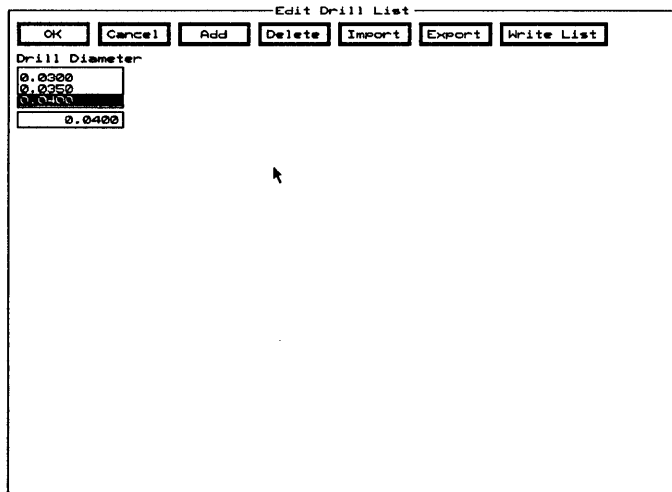 Edit Drill List
OK Cancel Add Delete Import Export Write List
Drill Diameter
0.0300
0.0350
0.0400
0.0400